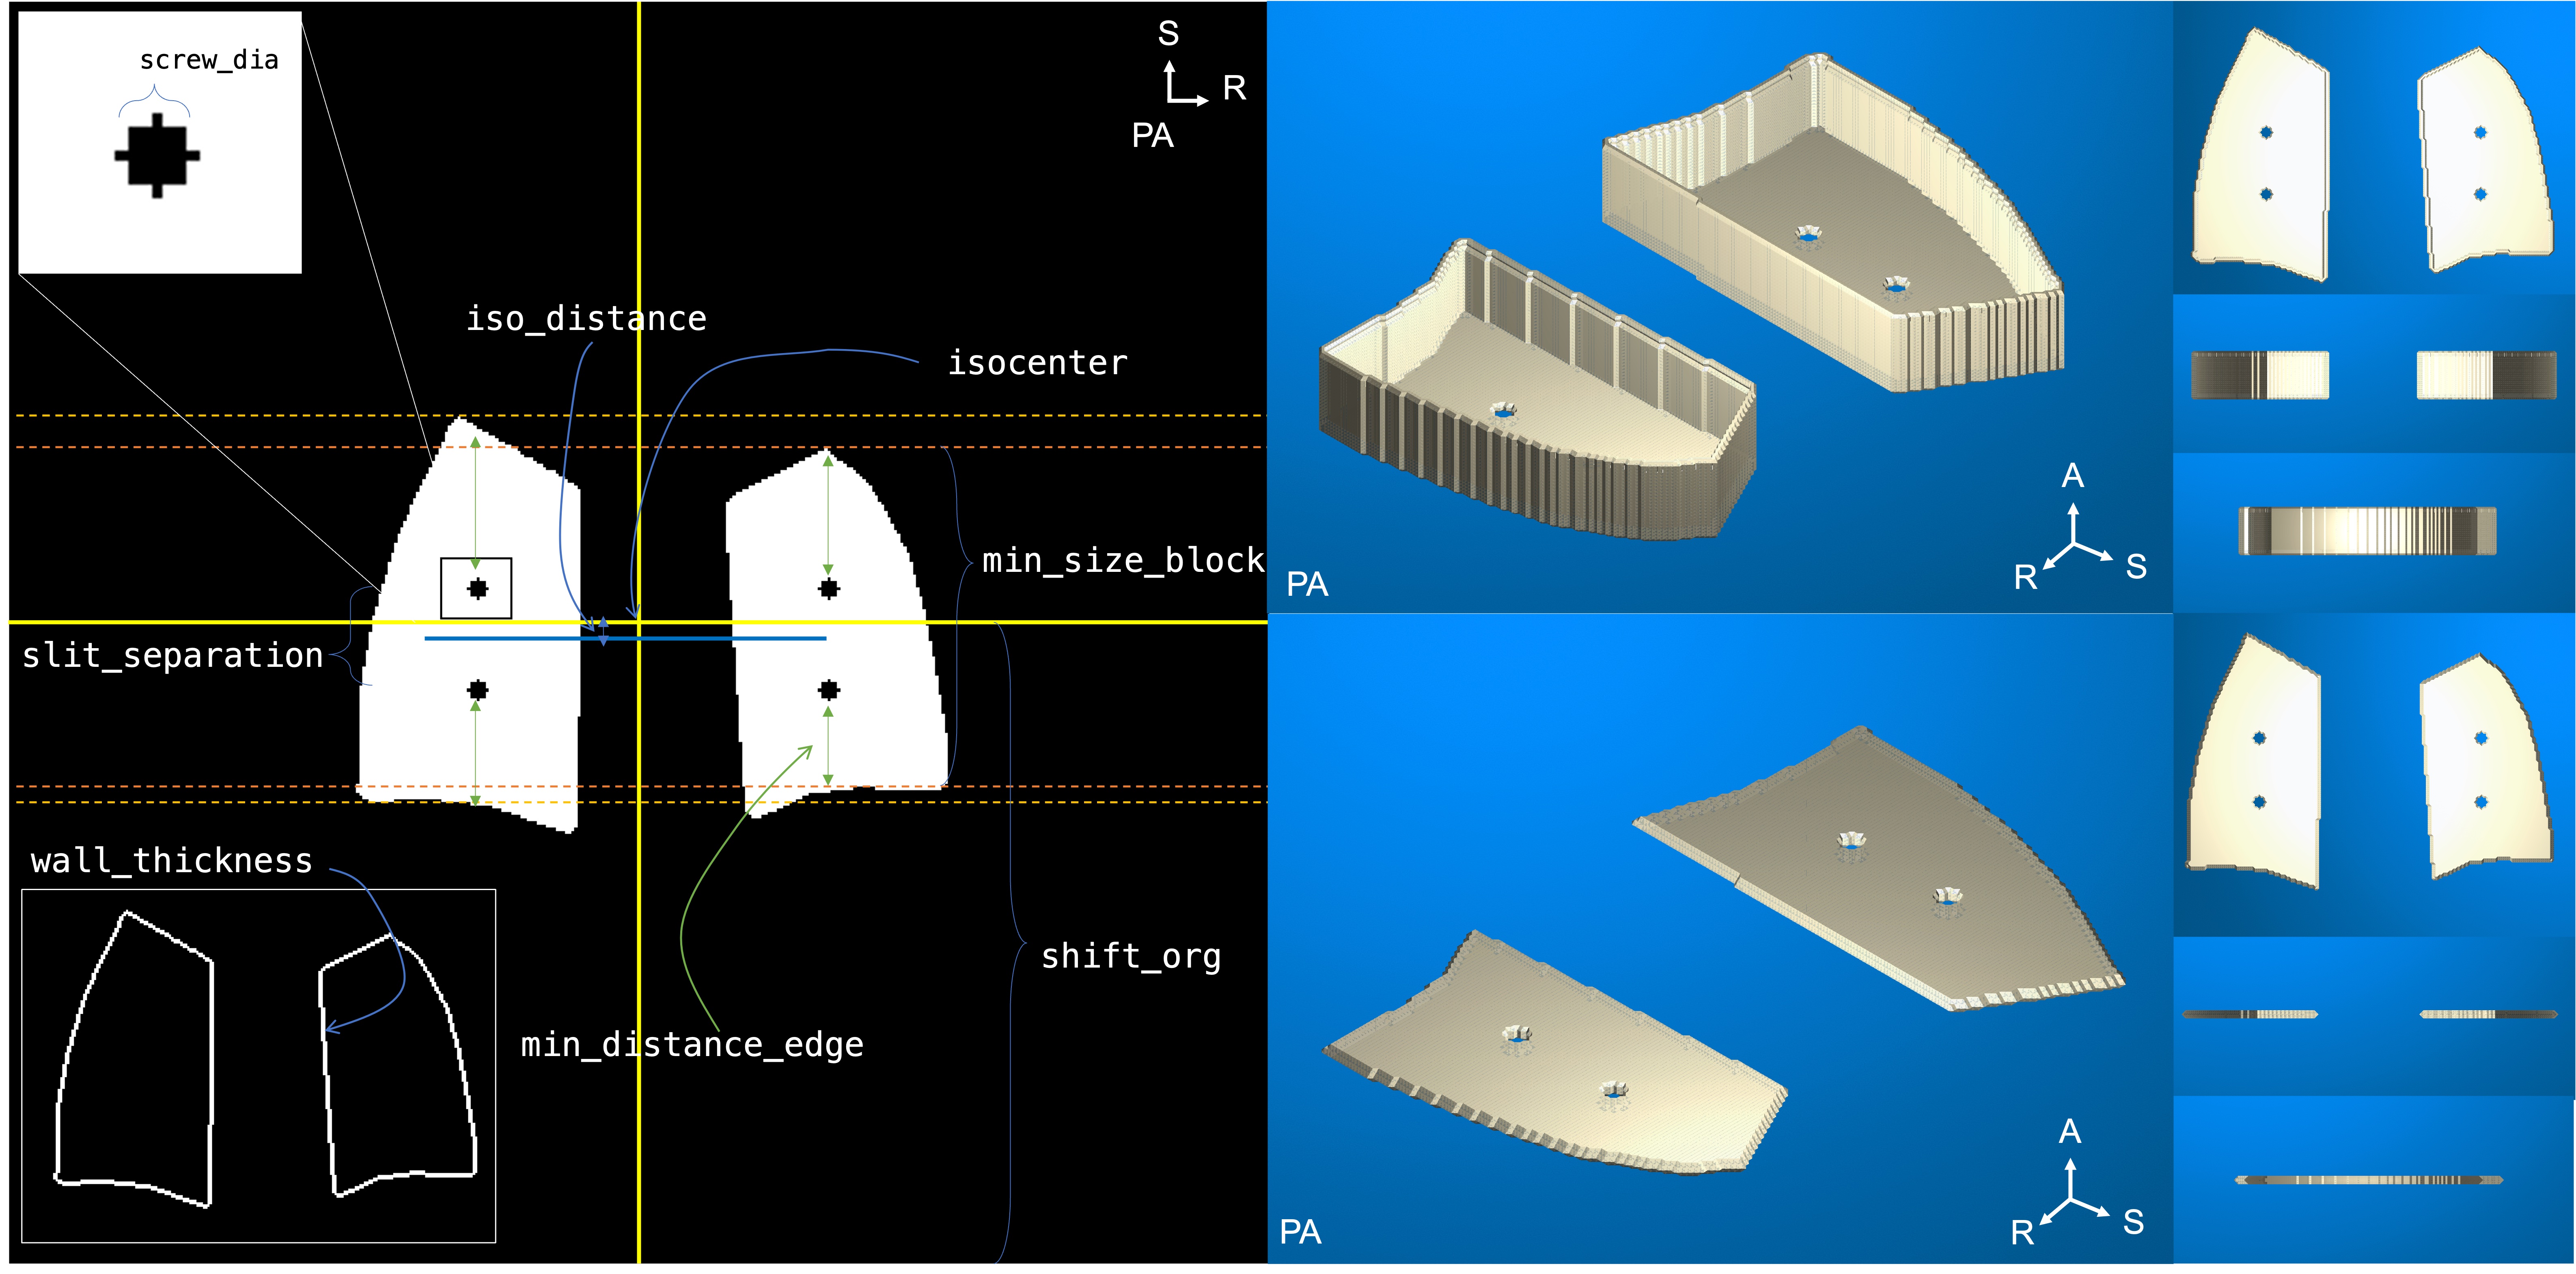 screw_dia
S
R
PA
iso_distance
isocenter
min_size_block
slit_separation
wall_thickness
shift_org
min_distance_edge
A
R
S
PA
A
R
S
PA